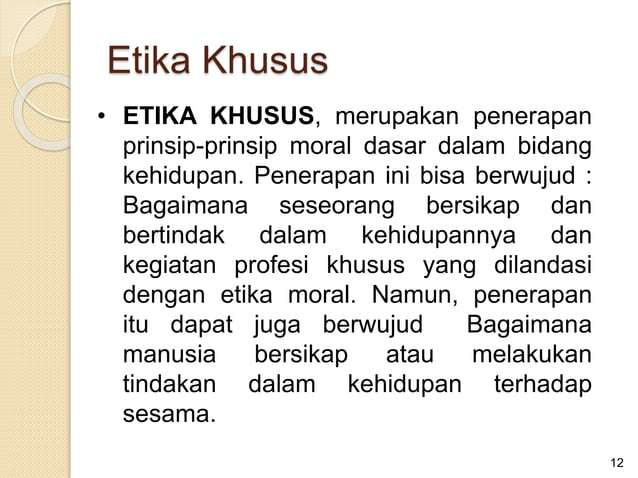 Etika Khusus
• ETIKA KHUSUS, merupakan penerapan
prinsip-prinsip moral dasar dalam bidang
kehidupan. Penerapan ini bisa berwujud :
Bagaimana seseorang bersikap dan
bertindak dalam kehidupannya dan
kegiatan profesi khusus yang dilandasi
dengan etika moral. Namun, penerapan
itu dapat juga berwujud Bagaimana
manusia bersikap atau melakukan
tindakan dalam kehidupan terhadap
sesama.
12